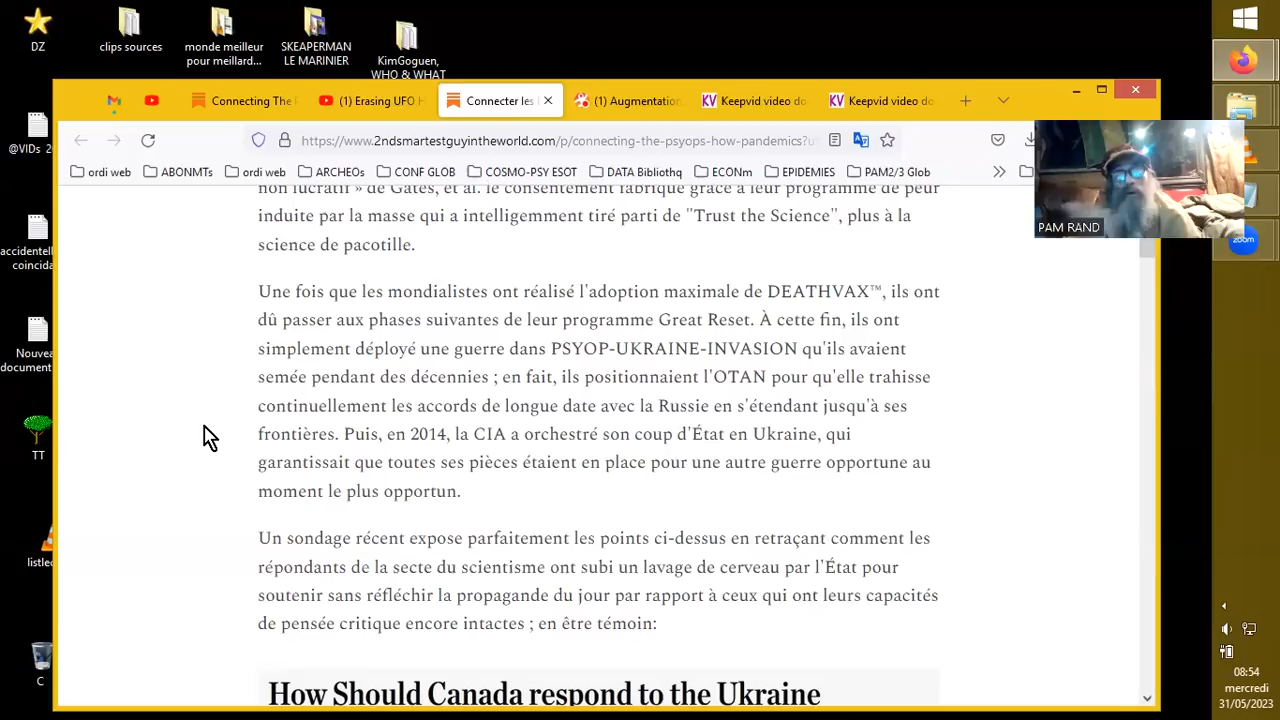 DZ
clips sources
monde meilleur
pour meillard...
SKEAPERMAN
LE MARINIER
KimGoguen,
WHO & WHAT
@VIDs 2
accidentell
coincida
Nouvea
document
TT
listlec
C
Connecting The
(1) Erasing UFO H
Connecter les
(1) Augmentation
Keepvid video do
Keepvid video do
https://www.2ndsmartestguyintheworld.com/p/connecting-the-psyops-how-pandemics?u
ordi web
ABONMTs
ordi web
ARCHEOs
CONF GLOB
COSMO-PSY ESOT
DATA Bibliothq
ECONm
EPIDEMIES
PAM2/3 Glob
non lucratif » de Gates, et al. le consentement fabriqué grâce à leur programme de peur
induite par la masse qui a intelligemment tiré parti de "Trust the Science", plus à la
science de pacotille.
Une fois que les mondialistes ont réalisé l'adoption maximale de DEATHVAX™, ils ont
dû passer aux phases suivantes de leur programme Great Reset. À cette fin, ils ont
simplement déployé une guerre dans PSYOP-UKRAINE-INVASION qu'ils avaient
semée pendant des décennies ; en fait, ils positionnaient l'OTAN pour qu'elle trahisse
continuellement les accords de longue date avec la Russie en s'étendant jusqu'à ses
frontières. Puis, en 2014, la CIA a orchestré son coup d'État en Ukraine, qui
garantissait que toutes ses pièces étaient en place pour une autre guerre opportune au
moment le plus opportun.
Un sondage récent expose parfaitement les points ci-dessus en retraçant comment les
répondants de la secte du scientisme ont subi un lavage de cerveau par l'État pour
soutenir sans réfléchir la propagande du jour par rapport à ceux qui ont leurs capacités
de pensée critique encore intactes ; en être témoin:
How Should Canada respond to the Ukraine
PAM RAND
zoom
08:54
mercredi
31/05/2023